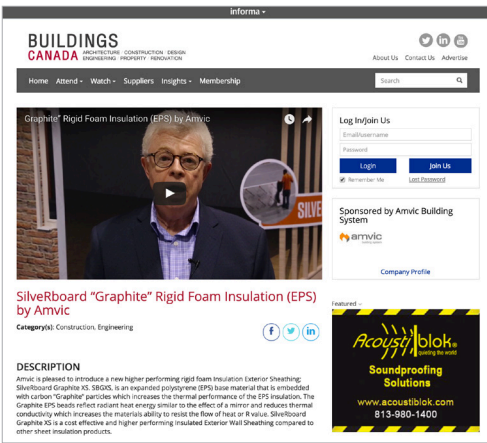 informa
BUILDINGS
CANADA
ARCHITECTURE CONSTRUCTION DESIGN
ENGINEERING PROPERTY RENOVATION
About Us Contact Us Advertise
Home Attend Watch Suppliers Insights Membership
Search
Graphite" Rigid Foam Insulation (EPS) by Amvic
SILVE
Log In/Join Us
Email/username
Password
Login Join Us
Remember Me Lost Password
Sponsored by Amvic Building
System
amvic
Company Profile
SilveRboard “Graphite” Rigid Foam Insulation (EPS)
by Amvic
Category(s): Construction, Engineering
DESCRIPTION
Amvic is pleased to introduce a new higher performing rigid foam Insulation Exterior Sheathing;
SilveRboard Graphite XS. SBGXS, is an expanded polystyrene (EPS) base material that is embedded
with carbon "Graphite" particles which increases the thermal performance of the EPS insulation. The
Graphite EPS beads reflect radiant heat energy similar to the effect of a mirror and reduces thermal
conductivity which increases the materials ability to resist the flow of heat or R value. SilveRboard
Graphite XS is a cost effective and higher performing Insulated Exterior Wall Sheathing compared to
other sheet insulation products.
Featured
Acoustiblok
quieting the world
Soundproofing
Solutions
www.acoustiblok.com
813-980-1400